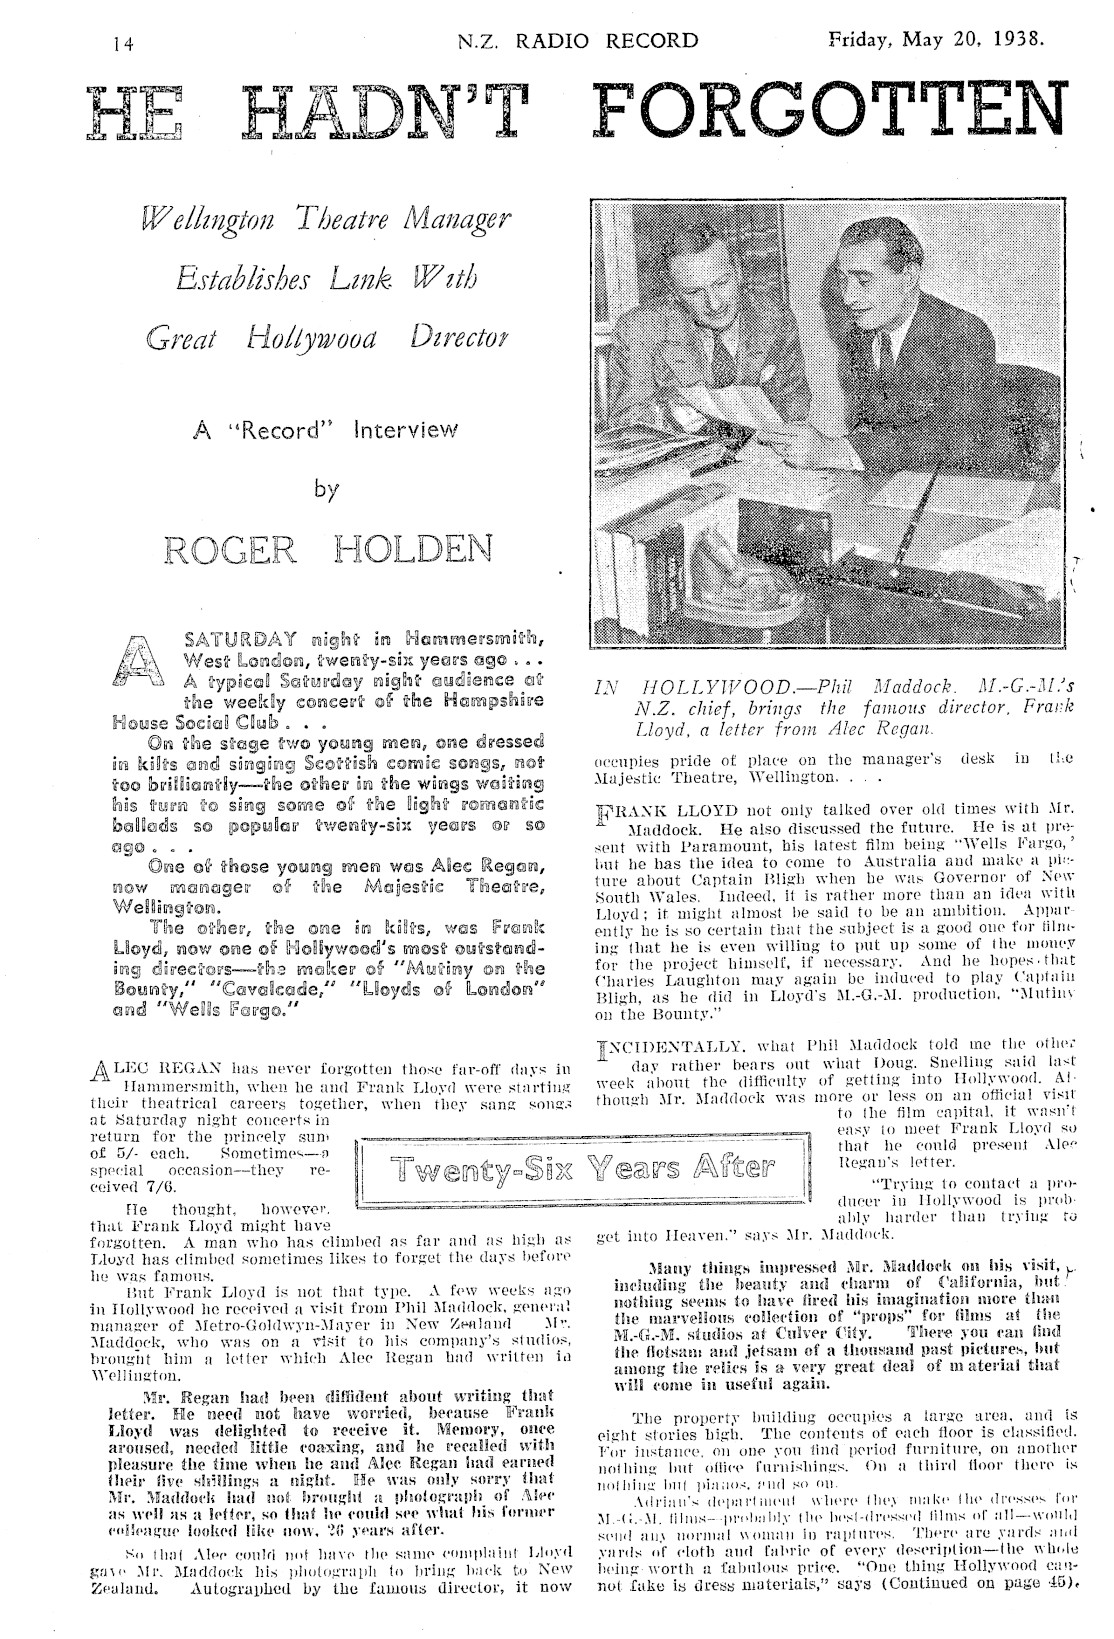 14
N.Z. RADIO RECORD
Friday, May 20, 1938.
HE HADN'T FORGOTTEN
Wellington Theatre Manager
Establishes Link With
Great Hollywood Director
A "Record" Interview
by
ROGER HOLDEN
A SATURDAY night in Hammersmith,
West London, twenty-six years ago . . .
A typical Saturday night audience at
the weekly concert of the Hampshire
House Social Club . . .
On the stage two young men, one dressed
in kilts and singing Scottish comic songs, not
too brilliantly—the other in the wings waiting
his turn to sing some of the light romantic
ballads so popular twenty-six years or so
ago . . .
One of those young men was Alec Regan,
now manager of the Majestic Theatre,
Wellington.
The other, the one in kilts, was Frank
Lloyd, now one of Hollywood's most outstand-
ing directors—the maker of "Mutiny on the
Bounty," "Cavalcade," "Lloyds of London"
and "Wells Fargo."
ALEC REGAN has never forgotten those far-off days in
Hammersmith, when he and Frank Lloyd were starting
their theatrical careers together, when they sang songs
at Saturday night concerts in
return for the princely sum
of 5/- each. Sometimes—a
special occasion—they re-
ceived 7/6.
He thought, however,
that Frank Lloyd might have
forgotten. A man who has climbed as far and as high as
Lloyd has climbed sometimes likes to forget the days before
he was famous.
But Frank Lloyd is not that type. A few weeks ago
in Hollywood he received a visit from Phil Maddock, general
manager of Metro-Goldwyn-Mayer in New Zealand Mr.
Maddock, who was on a visit to his company's studios,
brought him a letter which Alec Regan had written in
Wellington.
Mr. Regan had been diffident about writing that
letter. He need not have worried, because Frank
Lloyd was delighted to receive it. Memory, once
aroused, needed little coaxing, and he recalled with
pleasure the time when he and Alec Regan had earned
their five shillings a night. He was only sorry that
Mr. Maddock had not brought a photograph of Alec
as well as a letter, so that he could see what his former
colleague looked like now, 26 years after.
So that Alec could not have the same complaint Lloyd
gave Mr. Maddock his photograph to bring back to New
Zealand. Autographed by the famous director, it now
Twenty-Six Years After
IN HOLLYWOOD.—Phil Maddock, M.-G.-M.'s
N.Z. chief, brings the famous director, Frank
Lloyd, a letter from Alec Regan.
occupies pride of place on the manager's desk in the
Majestic Theatre, Wellington. . . .
FRANK LLOYD not only talked over old times with Mr.
Maddock. He also discussed the future. He is at pre-
sent with Paramount, his latest film being "Wells Fargo,'
but he has the idea to come to Australia and make a pic-
ture about Captain Bligh when he was Governor of New
South Wales. Indeed, it is rather more than an idea with
Lloyd; it might almost be said to be an ambition. Appar-
ently he is so certain that the subject is a good one for film-
ing that he is even willing to put up some of the money
for the project himself, if necessary. And he hopes that
Charles Laughton may again be induced to play Captain
Bligh, as he did in Lloyd's M.-G.-M. production, "Mutiny
on the Bounty."
INCIDENTALLY, what Phil Maddock told me the other
day rather bears out what Doug. Snelling said last
week about the difficulty of getting into Hollywood. Al-
though Mr. Maddock was more or less on an official visit
to the film capital, it wasn't
easy to meet Frank Lloyd so
that he could present Alec
Regan's letter.
"Trying to contact a pro-
ducer in Hollywood is prob-
ably harder than trying to
get into Heaven." says Mr. Maddock.
Many things impressed Mr. Maddock on his visit,
including the beauty and charm of California, but
nothing seems to have fired his imagination more than
the marvellous collection of "props" for films at the
M.-G.-M. studios at Culver City. There you can find
the flotsam and jetsam of a thousand past pictures, but
among the relics is a very great deal of material that
will come in useful again.
The property building occupies a large area, and is
eight stories high. The contents of each floor is classified.
For instance, on one you find period furniture, on another
nothing but office furnishings. On a third floor there is
nothing but pianos, and so on.
Adrian's department where they make the dresses for
M.-G.-M. films—probably the best-dressed films of all—would
send any normal woman in raptures. There are yards and
yards of cloth and fabric of every description—the whole
being worth a fabulous price. "One thing Hollywood can-
not fake is dress materials," says (Continued on page 45).